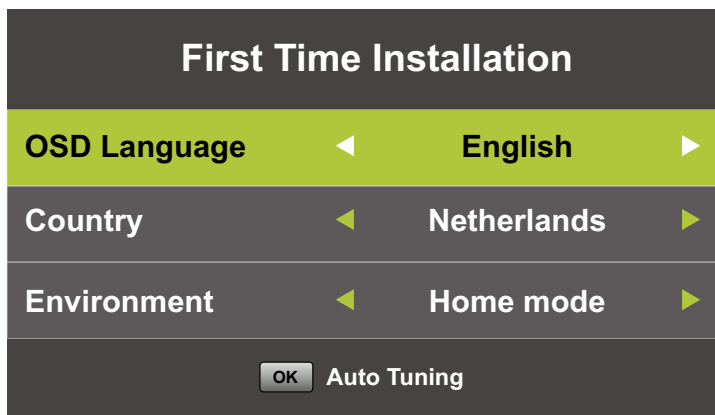 First Time Installation
OSD Language English
Country Netherlands
Environment Home mode
OK Auto Tuning